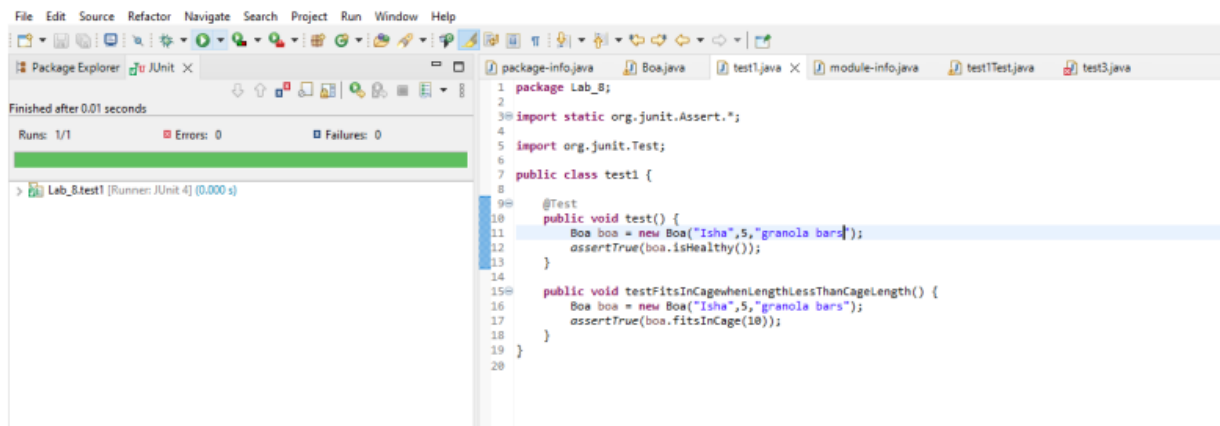 File Edit Source Refactor Navigate Search Project Run Window Help
Package Explorer JUnit
Finished after 0.01 seconds
Runs: 1/1 Errors: 0 Failures: 0
Lab_8.test1 [Runner: JUnit 4] (0.000 s)
package-info.java Boa.java test1.java module-info.java test1Test.java test3.java
1 package Lab_8;
2
3 import static org.junit.Assert.*;
4
5 import org.junit.Test;
6
7 public class test1 {
8
9 @Test
10 public void test() {
11 Boa boa = new Boa("Isha",5,"granola bars");
12 assertTrue(boa.isHealthy());
13 }
14
15 public void testFitsInCagewhenLengthLessThanCageLength() {
16 Boa boa = new Boa("Isha",5,"granola bars");
17 assertTrue(boa.fitsInCage(10));
18 }
19 }
20